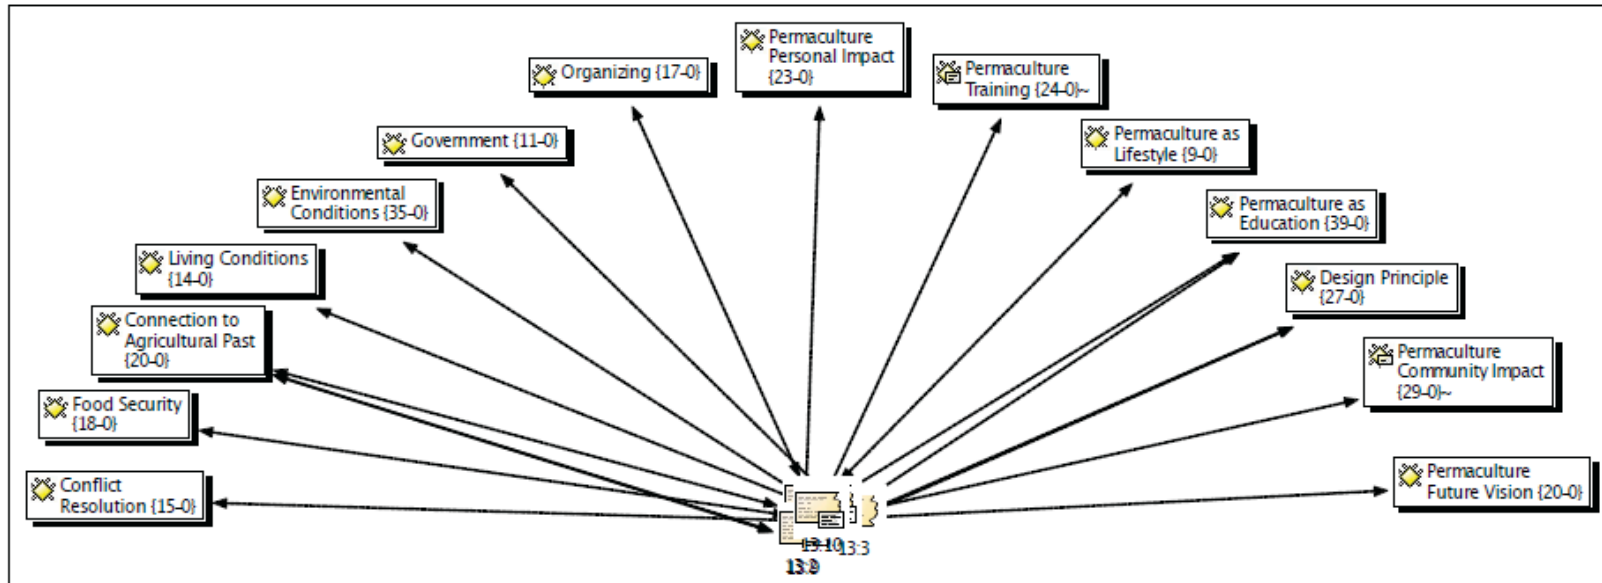 Permaculture
Personal Impact
{23-0}
Organizing {17-0}
Permaculture
Training {24-0}~
Government {11-0}
Permaculture as
Lifestyle {9-0}
Environmental
Conditions {35-0}
Permaculture as
Education {39-0}
Living Conditions
{14-0}
Design Principle
{27-0}
Connection to
Agricultural Past
{20-0}
Permaculture
Community Impact
{29-0}~
Food Security
{18-0}
Conflict
Resolution {15-0}
Permaculture
Future Vision {20-0}
13:3